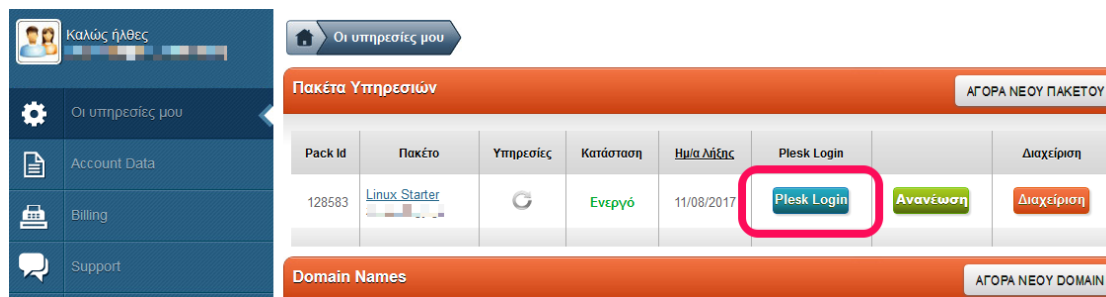 Καλώς ήλθες
Οι υπηρεσίες μου
Account Data
Billing
Support
Οι υπηρεσίες μου
Πακέτα Υπηρεσιών
ΑΓΟΡΑ ΝΕΟΥ ΠΑΚΕΤΟΥ
Pack Id Πακέτο Υπηρεσίες Κατάσταση Ημ/α Λήξης Plesk Login Διαχείριση
128583 Linux Starter Ενεργό 11/08/2017 Plesk Login Ανανέωση Διαχείριση
Domain Names
ΑΓΟΡΑ ΝΕΟΥ DOMAIN